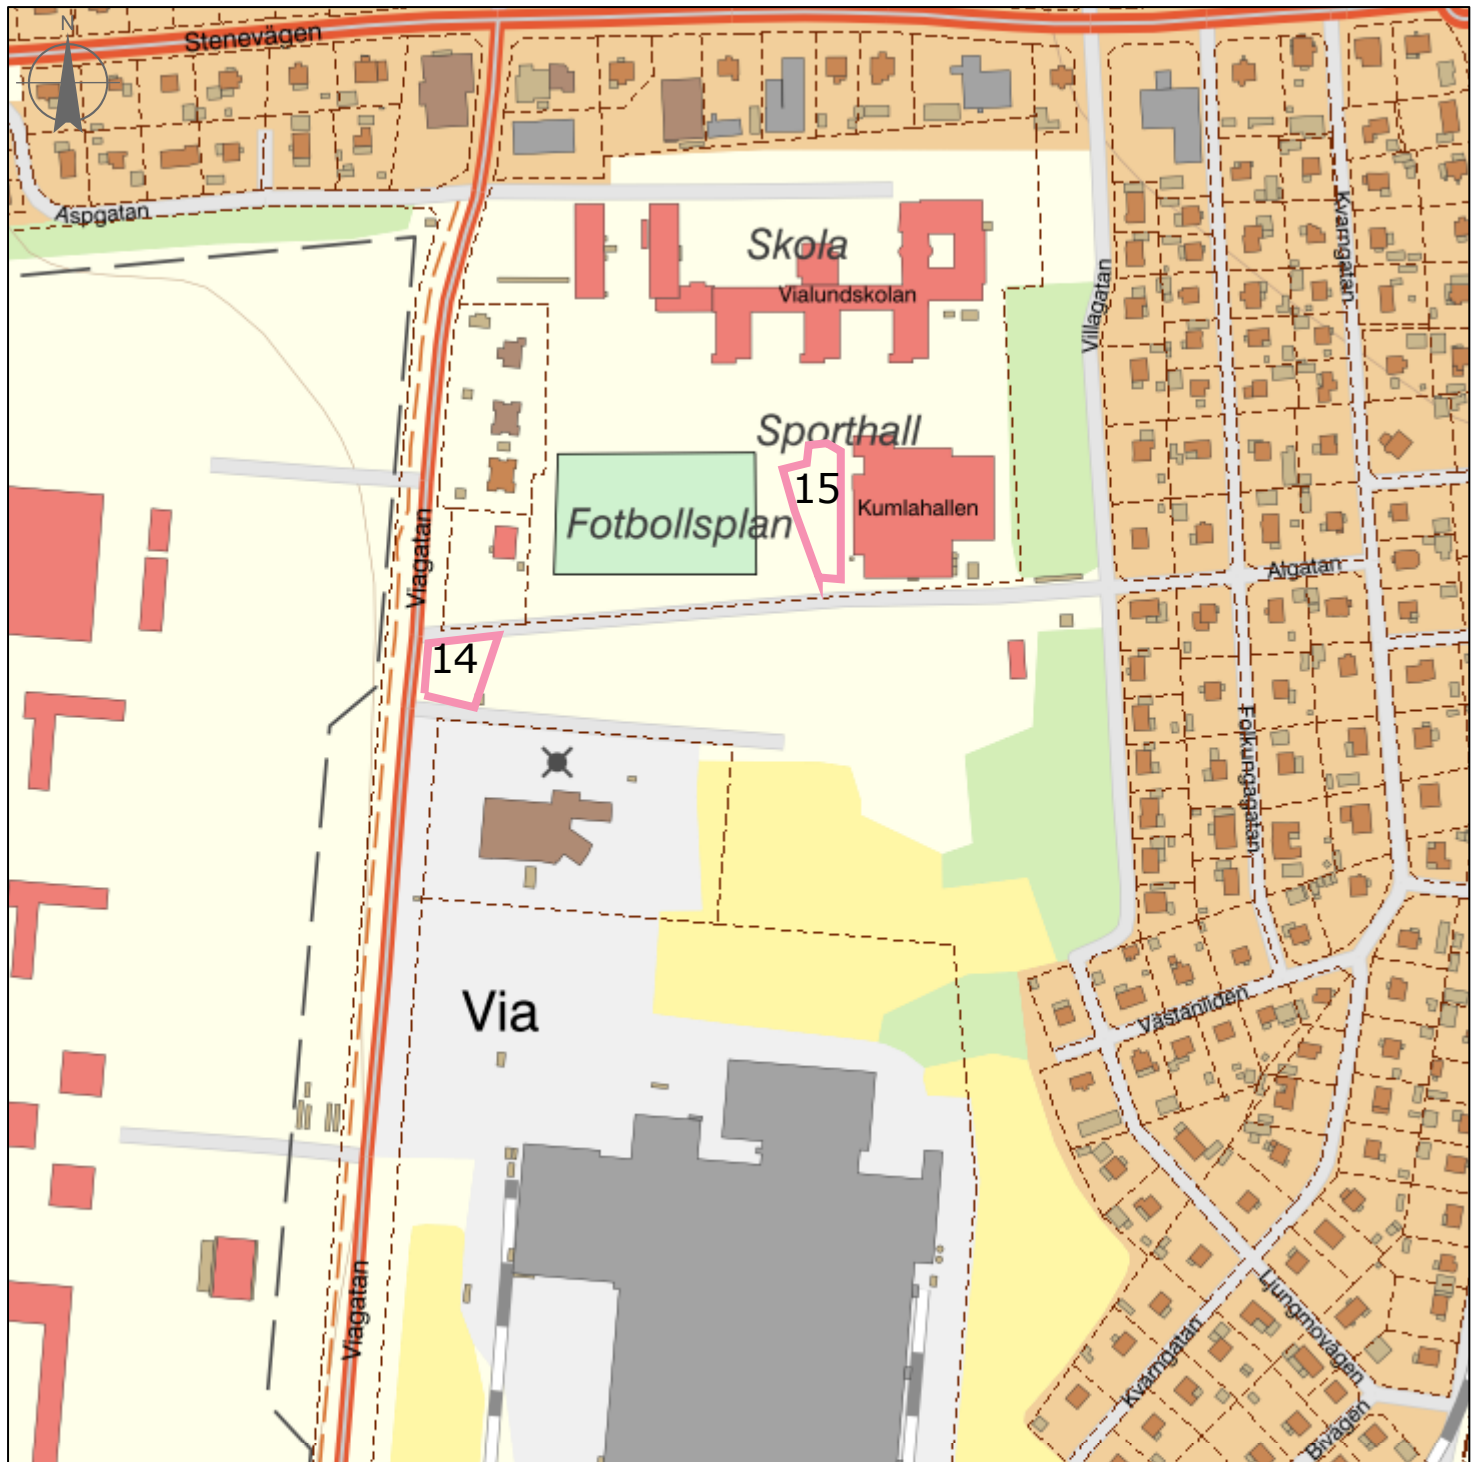 N
Stenevägen
Aspgatan
Skola
Vialundskolan
Kvarngatan
Villagatan
Sporthall
15
Kumlahallen
Fotbollsplan
Viagatan
Älgatan
14
Folkungagatan
Via
Västanliden
Viagatan
Ljungmovägen
Kvarngatan
Bivägen